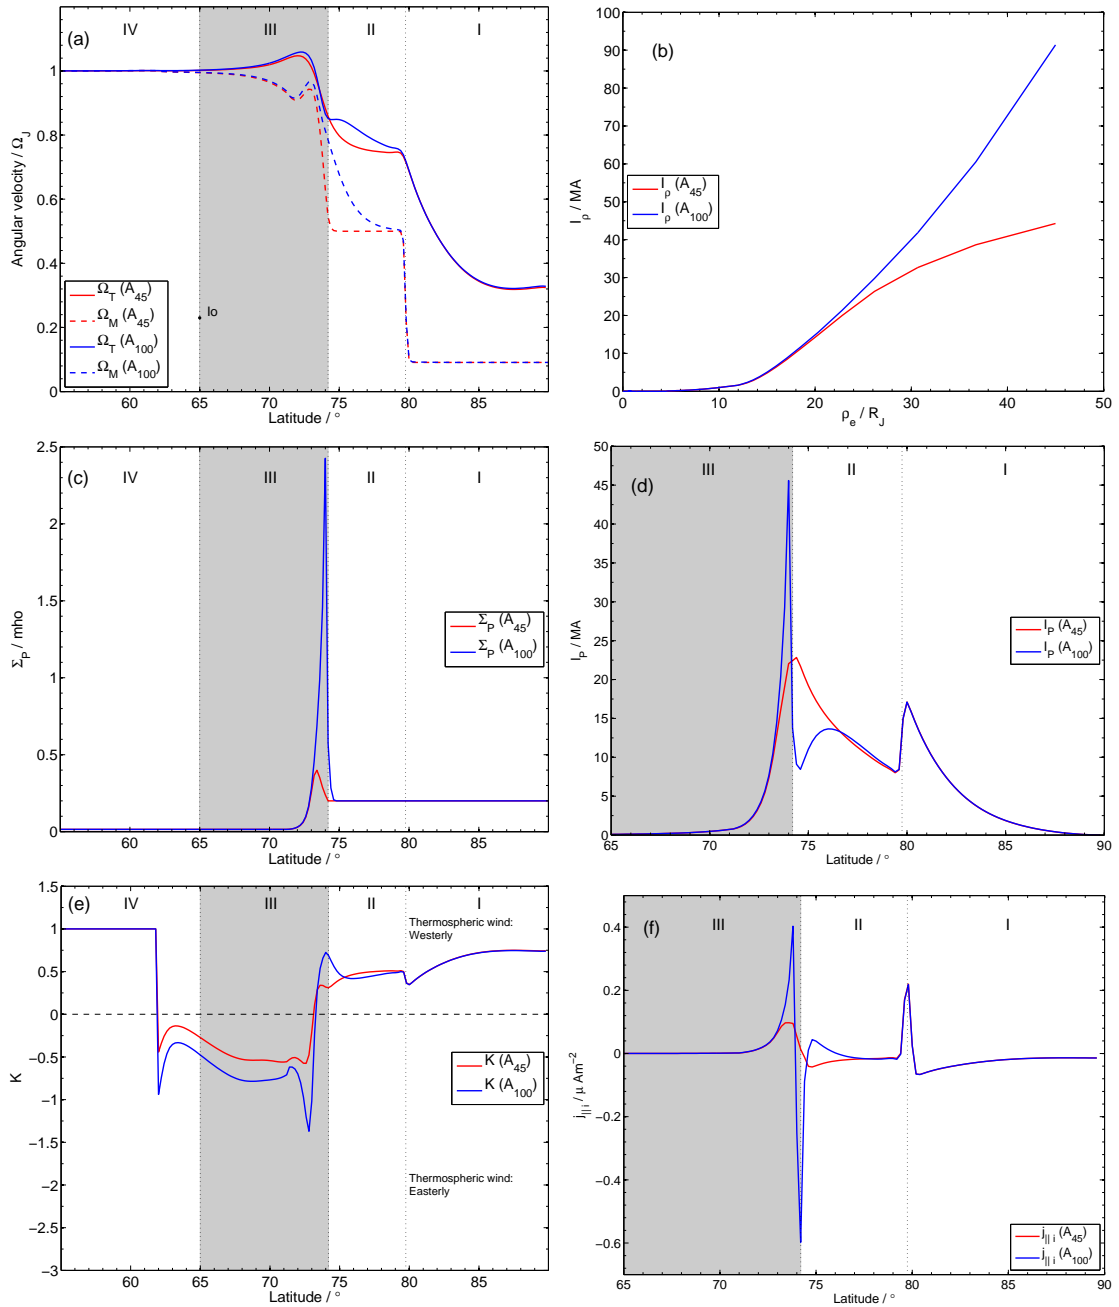 (a)
IV
III
II
I
Angular velocity / Ω_J
1
0.8
0.6
0.4
0.2
0
Io
Ω_T (A_45)
Ω_M (A_45)
Ω_T (A_100)
Ω_M (A_100)
60
65
70
75
80
85
Latitude / °
(b)
I_ρ / MA
100
90
80
70
60
50
40
30
20
10
0
I_ρ (A_45)
I_ρ (A_100)
0
10
20
30
40
50
ρ_e / R_J
(c)
IV
III
II
I
Σ_P / mho
2.5
2
1.5
1
0.5
0
Σ_P (A_45)
Σ_P (A_100)
60
65
70
75
80
85
Latitude / °
(d)
III
II
I
I_P / MA
50
45
40
35
30
25
20
15
10
5
0
I_P (A_45)
I_P (A_100)
65
70
75
80
85
90
Latitude / °
(e)
IV
III
II
I
Thermospheric wind:
Westerly
K
1
0.5
0
−0.5
−1
−1.5
−2
−2.5
−3
K (A_45)
K (A_100)
Thermospheric wind:
Easterly
60
65
70
75
80
85
Latitude / °
(f)
III
II
I
j_||i / μ Am^−2
0.4
0.2
0
−0.2
−0.4
−0.6
j_||i (A_45)
j_||i (A_100)
65
70
75
80
85
90
Latitude / °